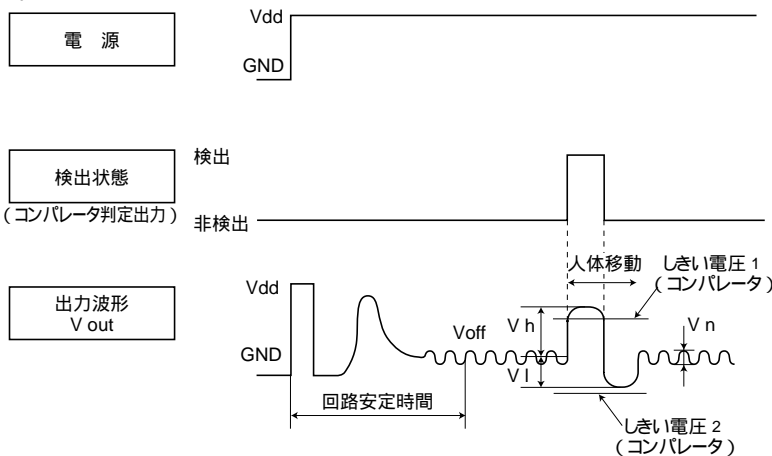 電 源
Vdd
GND
検出状態
(コンパレータ判定出力)
検出
非検出
人体移動
しきい電圧 1
(コンパレータ)
出力波形
V out
Vdd
GND
Voff
V h
V l
V n
回路安定時間
しきい電圧 2
(コンパレータ)